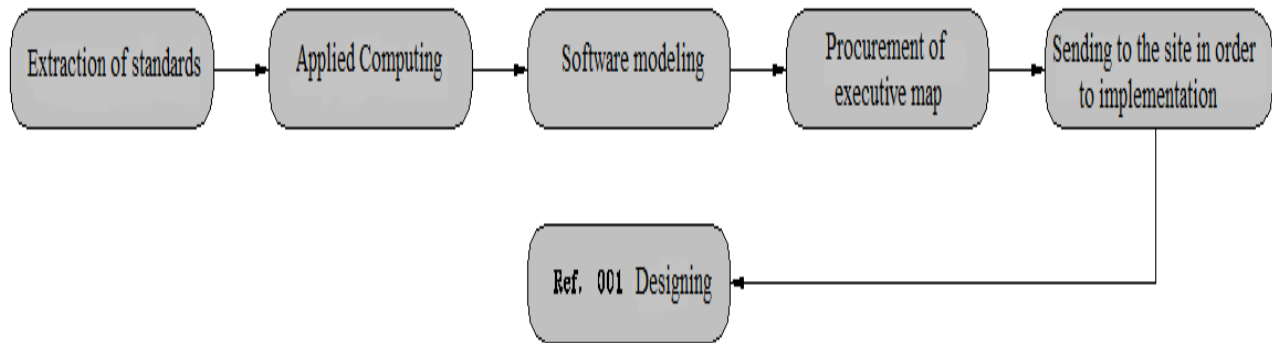 Extraction of standards
Applied Computing
Software modeling
Procurement of
executive map
Sending to the site in order
to implementation
Ref. 001 Designing